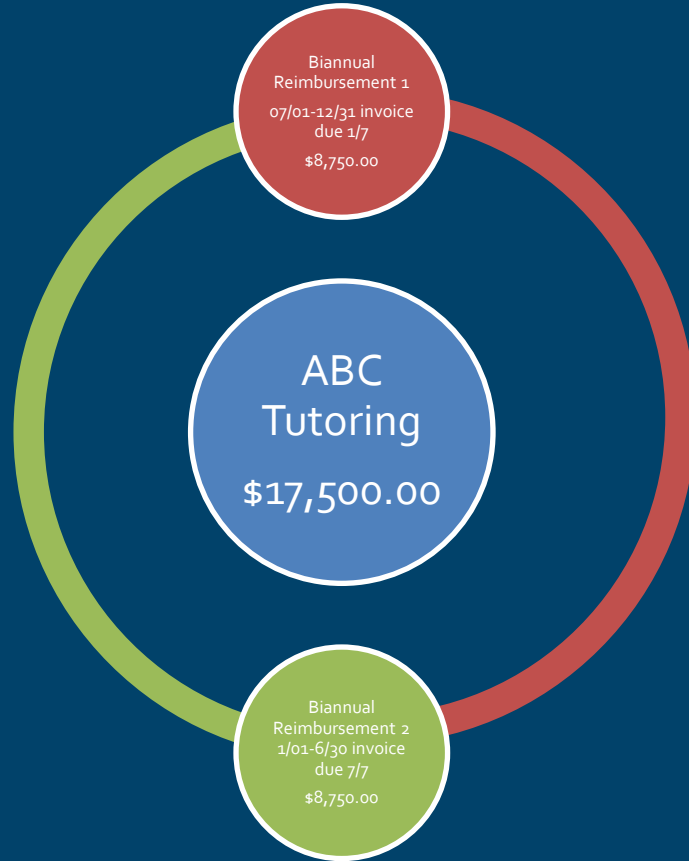 Biannual
Reimbursement 1
07/01-12/31 invoice
due 1/7
$8,750.00
ABC
Tutoring
$17,500.00
Biannual
Reimbursement 2
1/01-6/30 invoice
due 7/7
$8,750.00